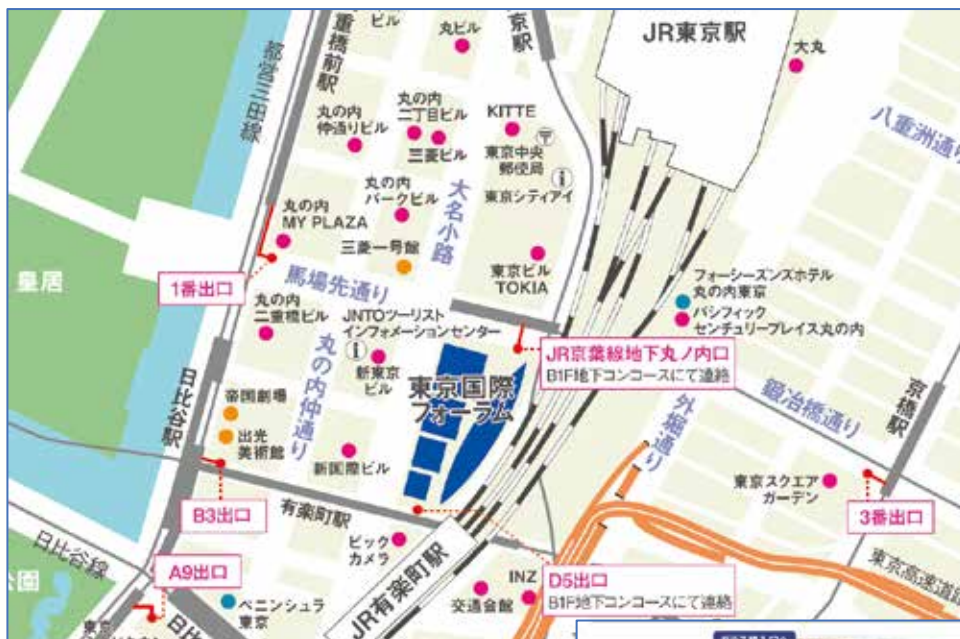 ビル
丸ビル
京駅
JR東京駅
大丸
重橋前駅
都営三田線
丸の内
仲通りビル
丸の内
二丁目ビル
三菱ビル
KITTE
東京中央
郵便局
東京シティアイ
八重洲通り
丸の内
パークビル
大名小路
丸の内
MY PLAZA
三菱一号館
東京ビル
TOKIA
皇居
1番出口
馬場先通り
フォーシーズンズホテル
丸の内東京
パシフィック
センチュリープレイス丸の内
丸の内
二重橋ビル
JNTOツーリスト
インフォメーションセンター
新東京
ビル
丸の内仲通り
東京国際
フォーラム
JR京葉線地下丸ノ内口
B1F地下コンコースにて連絡
鍛冶橋通り
外堀通り
京橋駅
日比谷駅
帝国劇場
出光
美術館
新国際ビル
東京スクエア
ガーデン
B3出口
有楽町駅
3番出口
日比谷線
A9出口
ビック
カメラ
JR有楽町駅
D5出口
B1F地下コンコースにて連絡
東京高速道路
公園
ペニンシュラ
東京
交通会館
INZ
東京
日比